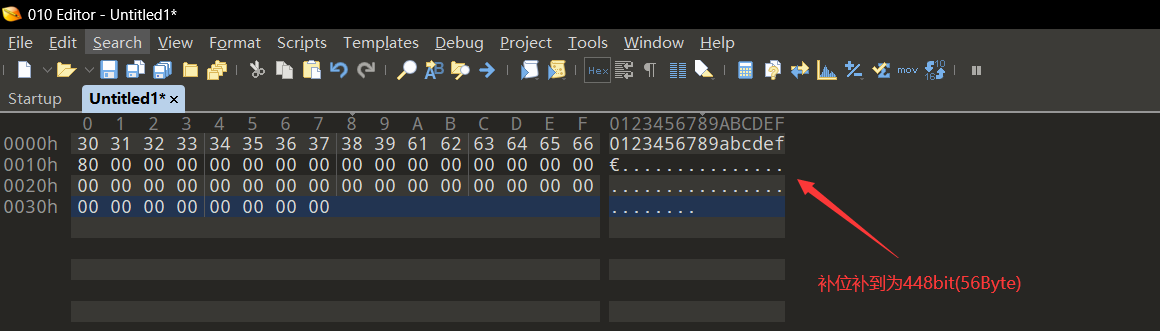 010 Editor - Untitled1*
File Edit Search View Format Scripts Templates Debug Project Tools Window Help
Hex mov 10 16
Startup Untitled1* ×
0 1 2 3 4 5 6 7 8 9 A B C D E F 0123456789ABCDEF
0000h 30 31 32 33 34 35 36 37 38 39 61 62 63 64 65 66 0123456789abcdef
0010h 80 00 00 00 00 00 00 00 00 00 00 00 00 00 00 00 €...............
0020h 00 00 00 00 00 00 00 00 00 00 00 00 00 00 00 00 ................
0030h 00 00 00 00 00 00 00 00 ........
补位补到为448bit(56Byte)